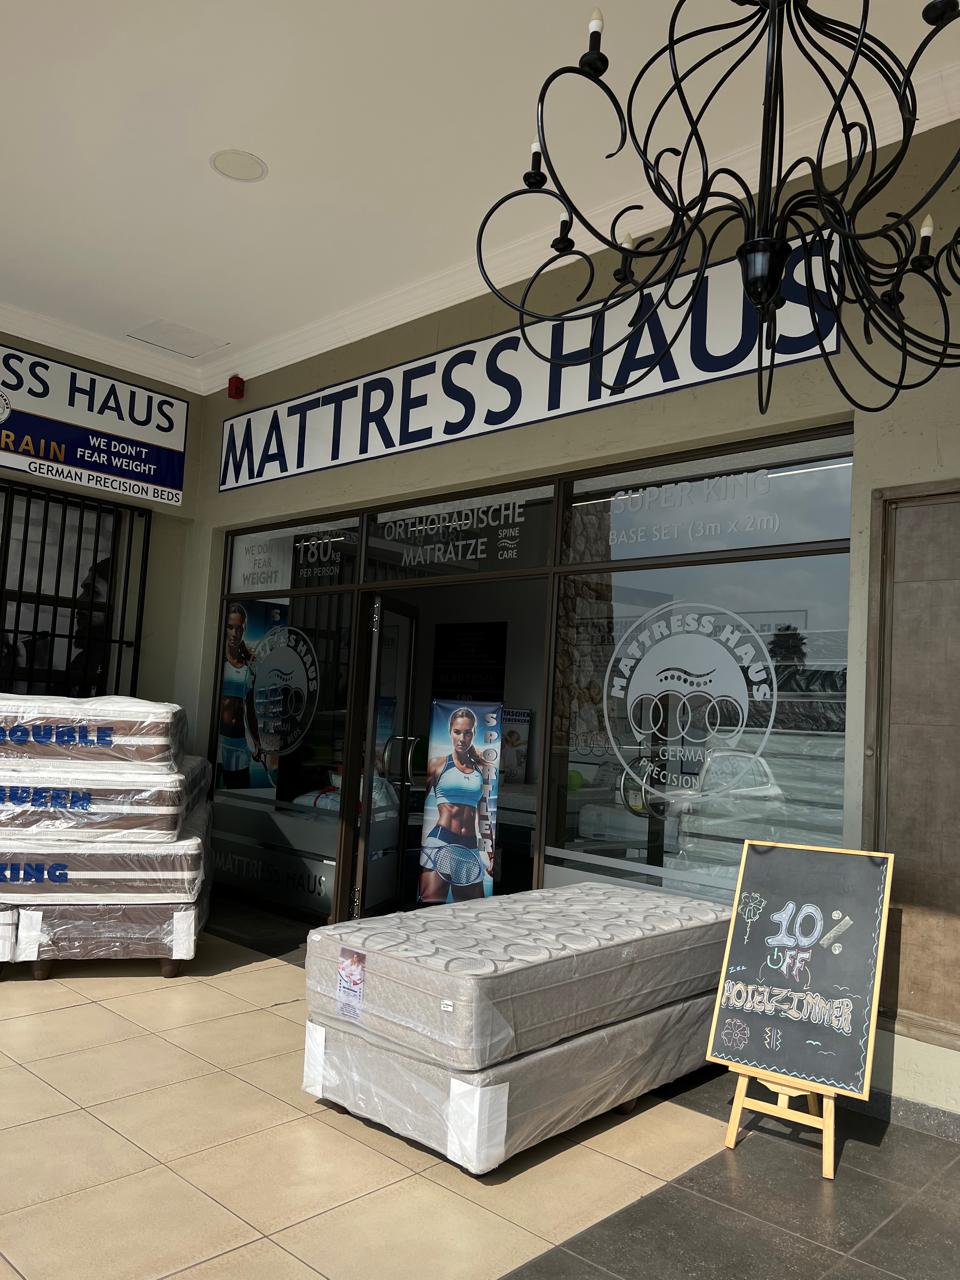 SS HAUS
RAIN
WE DON'T
FEAR WEIGHT
GERMAN PRECISION BEDS
MATTRESS HAUS
WE DON'T
FEAR
WEIGHT
180kg
PER PERSON
ORTHOPÄDISCHE
MATRATZE
SPINE
CARE
SUPER KING
BASE SET (3m x 2m)
MATTRESS HAUS
GERMAN
PRECISION
SPORTLER
MATTRESS HAUS
DOUBLE
QUEEN
KING
10%
OFF
HOTELZIMMER